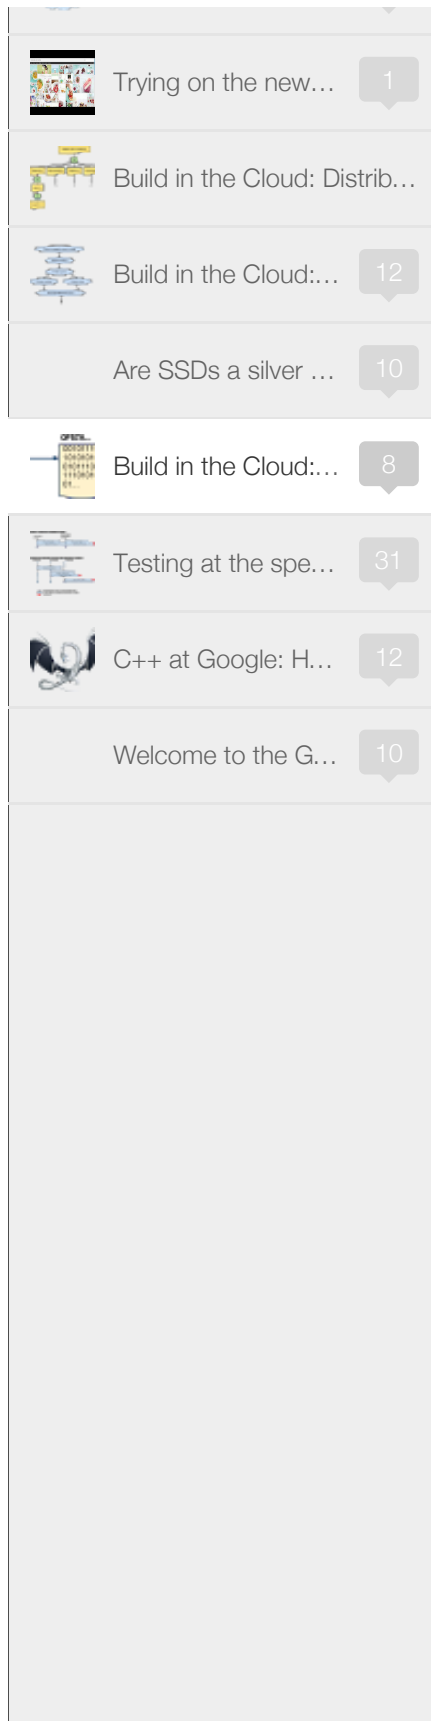 Trying on the new… 1
Build in the Cloud: Distrib…
Build in the Cloud:… 12
Are SSDs a silver … 10
Build in the Cloud:… 8
Testing at the spe… 31
C++ at Google: H… 12
Welcome to the G… 10